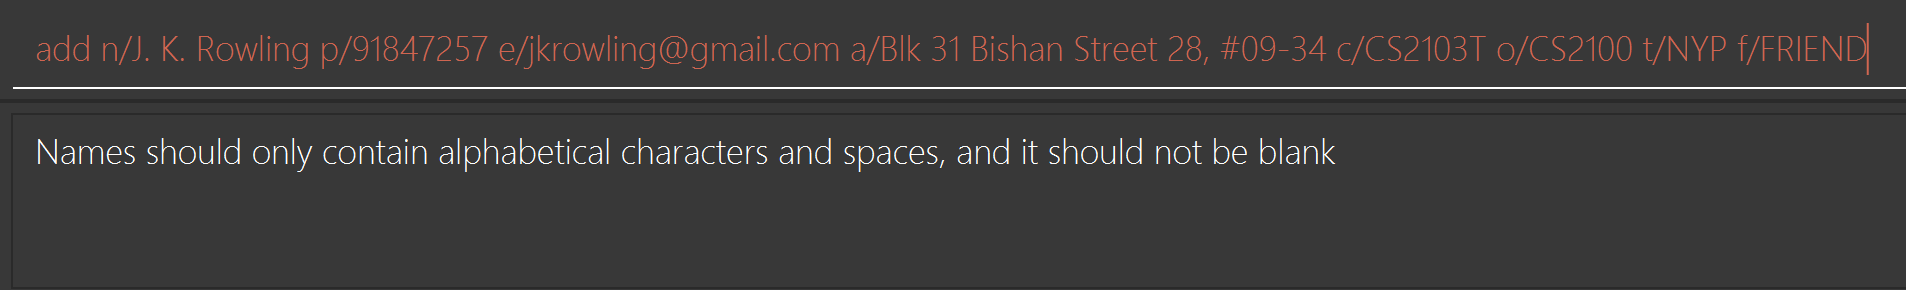 add n/J. K. Rowling p/91847257 e/jkrowling@gmail.com a/Blk 31 Bishan Street 28, #09-34 c/CS2103T o/CS2100 t/NYP f/FRIEND
Names should only contain alphabetical characters and spaces, and it should not be blank